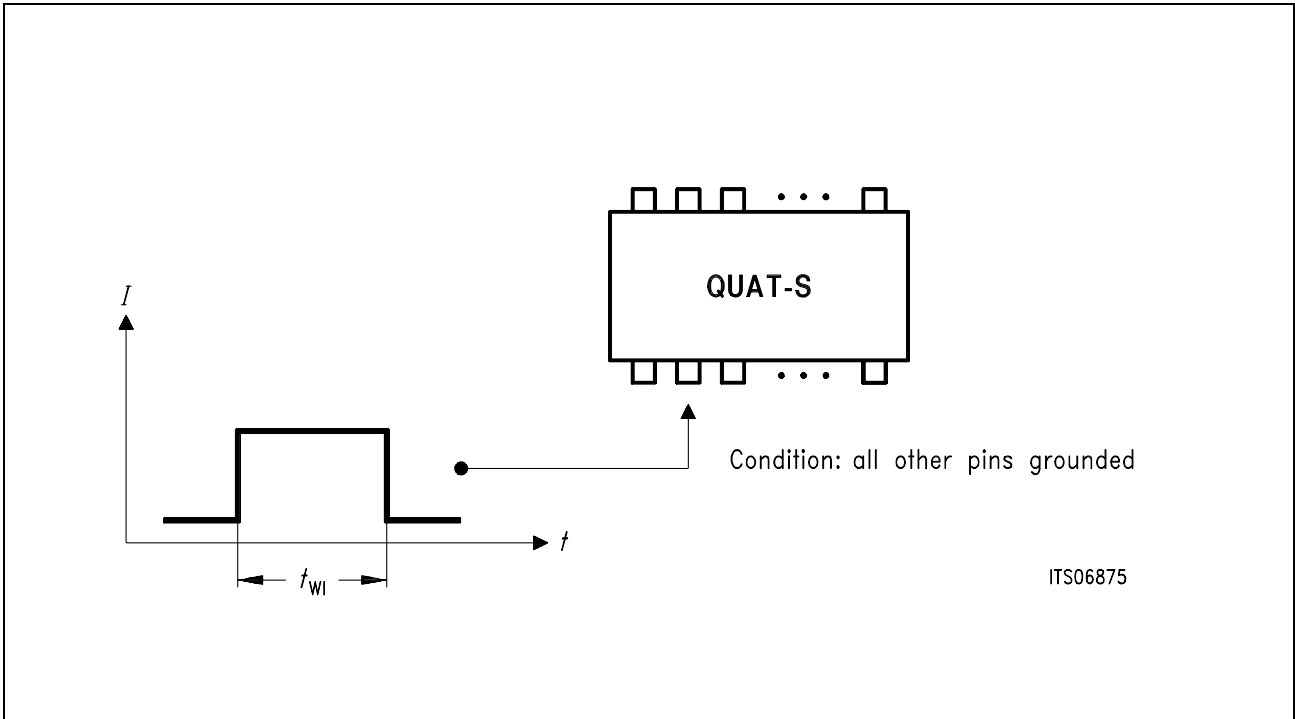 QUAT-S
I
Condition: all other pins grounded
t
tWI
ITS06875